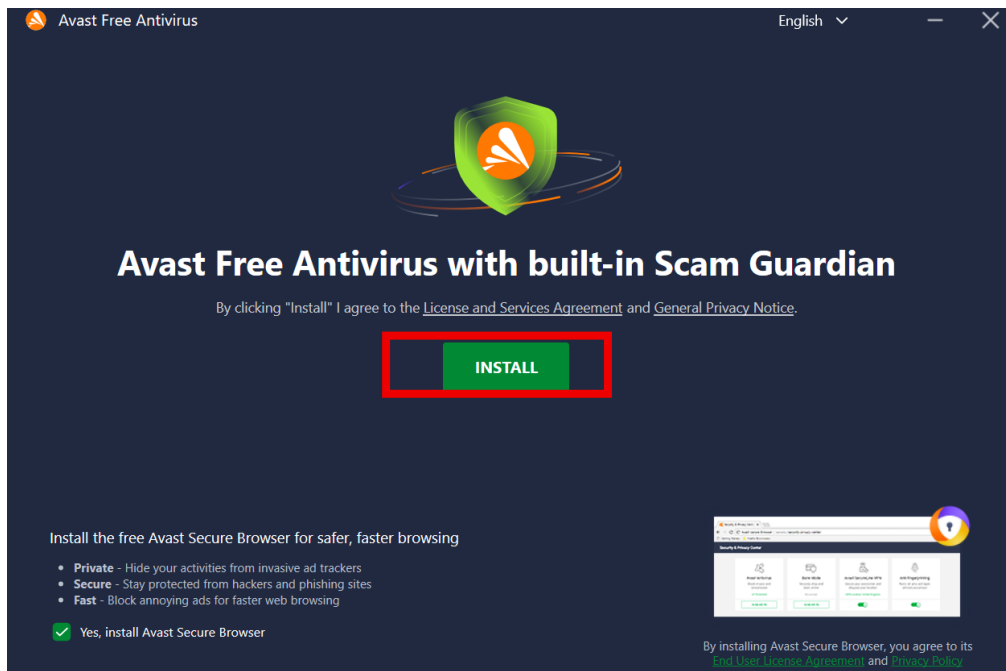 Avast Free Antivirus
English
Avast Free Antivirus with built-in Scam Guardian
By clicking "Install" I agree to the License and Services Agreement and General Privacy Notice.
INSTALL
Install the free Avast Secure Browser for safer, faster browsing
• Private - Hide your activities from invasive ad trackers
• Secure - Stay protected from hackers and phishing sites
• Fast - Block annoying ads for faster web browsing
Yes, install Avast Secure Browser
Security & Privacy Center
By installing Avast Secure Browser, you agree to its
End User License Agreement and Privacy Policy